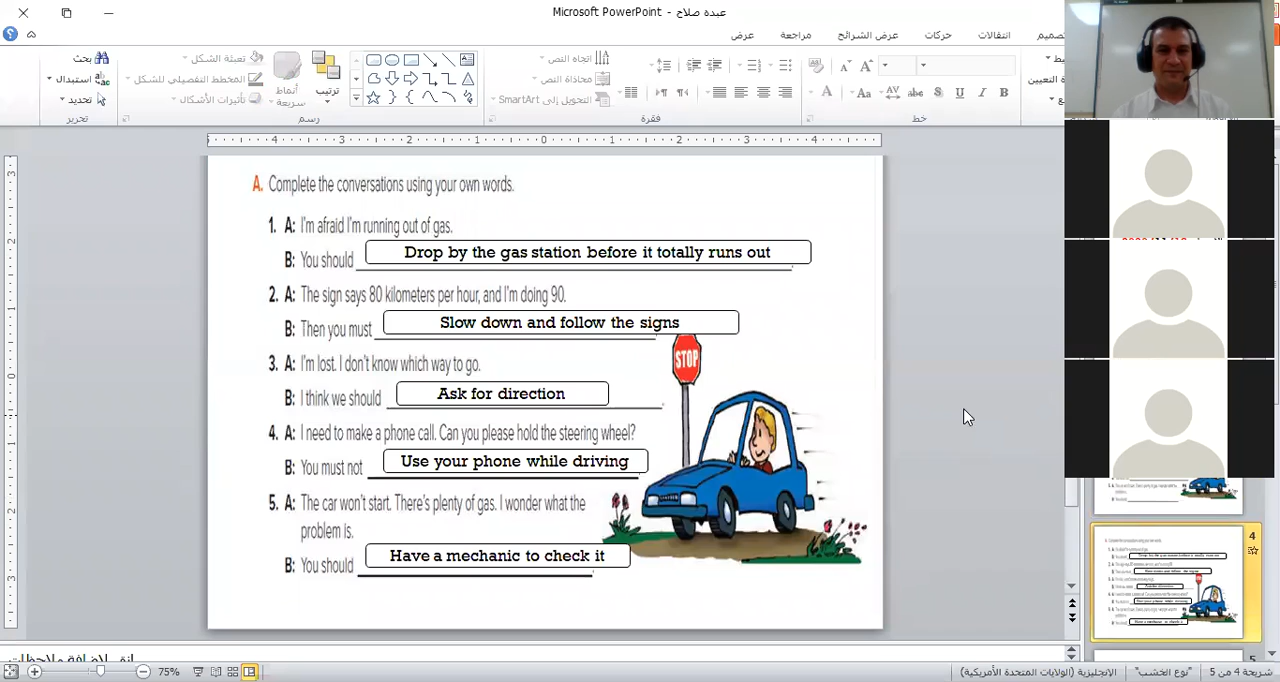 عبدة صلاح - Microsoft PowerPoint
انتقالات
حركات
عرض الشرائح
مراجعة
عرض
خط
فقرة
اتجاه النص
محاذاة النص
التحويل إلى SmartArt
رسم
ترتيب
أنماط سريعة
تعبئة الشكل
المخطط التفصيلي للشكل
تأثيرات الأشكال
تحرير
بحث
استبدال
تحديد
A. Complete the conversations using your own words.
1. A: I'm afraid I'm running out of gas.
B: You should Drop by the gas station before it totally runs out
2. A: The sign says 80 kilometers per hour, and I'm doing 90.
B: Then you must Slow down and follow the signs
3. A: I'm lost. I don't know which way to go.
B: I think we should Ask for direction
4. A: I need to make a phone call. Can you please hold the steering wheel?
B: You must not Use your phone while driving
5. A: The car won't start. There's plenty of gas. I wonder what the
problem is.
B: You should Have a mechanic to check it
STOP
4
5
شريحة 4 من 5
"نوع الخشب"
الإنجليزية (الولايات المتحدة الأمريكية)
75%